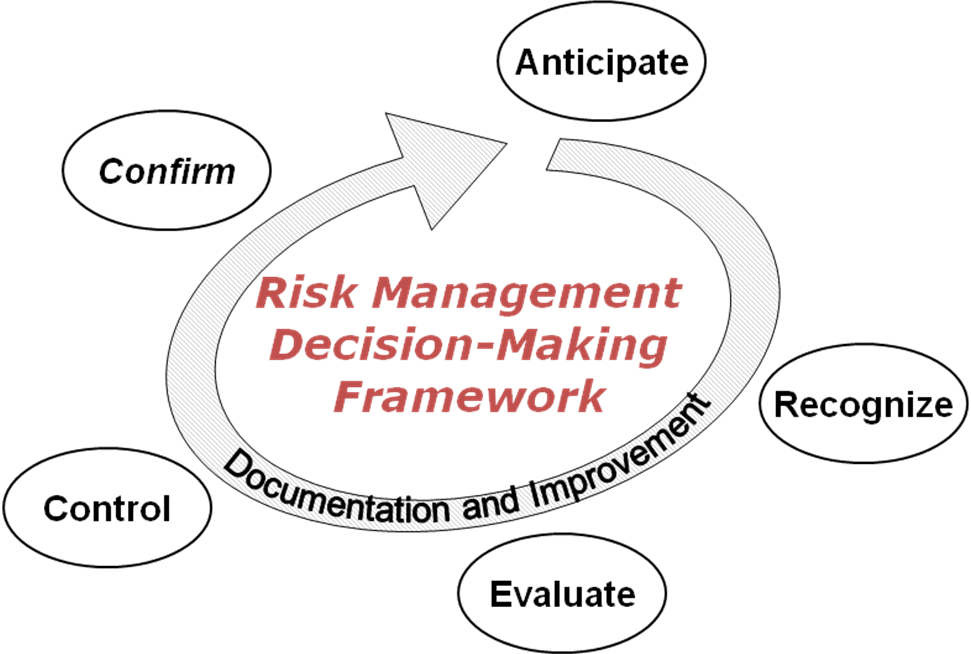 Anticipate
Confirm
Risk Management
Decision-Making
Framework
Recognize
Documentation and Improvement
Control
Evaluate